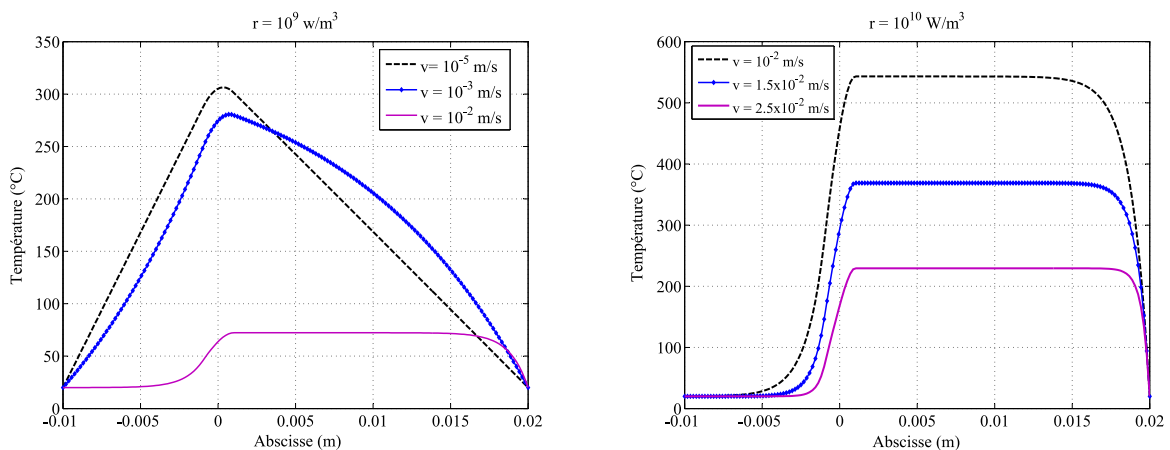 r = 10⁹ w/m³
350
300
250
200
150
100
50
0
Température (°C)
v= 10⁻⁵ m/s
v = 10⁻³ m/s
v = 10⁻² m/s
-0.01 -0.005 0 0.005 0.01 0.015 0.02
Abscisse (m)
r = 10¹⁰ W/m³
600
500
400
300
200
100
0
Température (°C)
v = 10⁻² m/s
v = 1.5x10⁻² m/s
v = 2.5x10⁻² m/s
-0.01 -0.005 0 0.005 0.01 0.015 0.02
Abscisse (m)